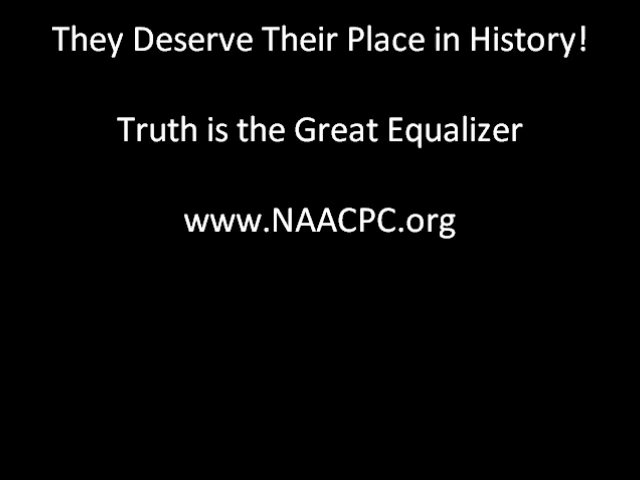 They Deserve Their Place in History!
Truth is the Great Equalizer
www.NAACPC.org